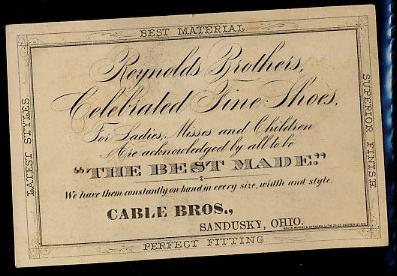 BEST MATERIAL
Reynolds Brothers,
Celebrated Fine Shoes,
For Ladies, Misses and Children
Are acknowledged by all to be
"THE BEST MADE."
We have them constantly on hand in every size, width and style.
CABLE BROS.,
SANDUSKY, OHIO.
PERFECT FITTING
LATEST STYLES
SUPERIOR FINISH